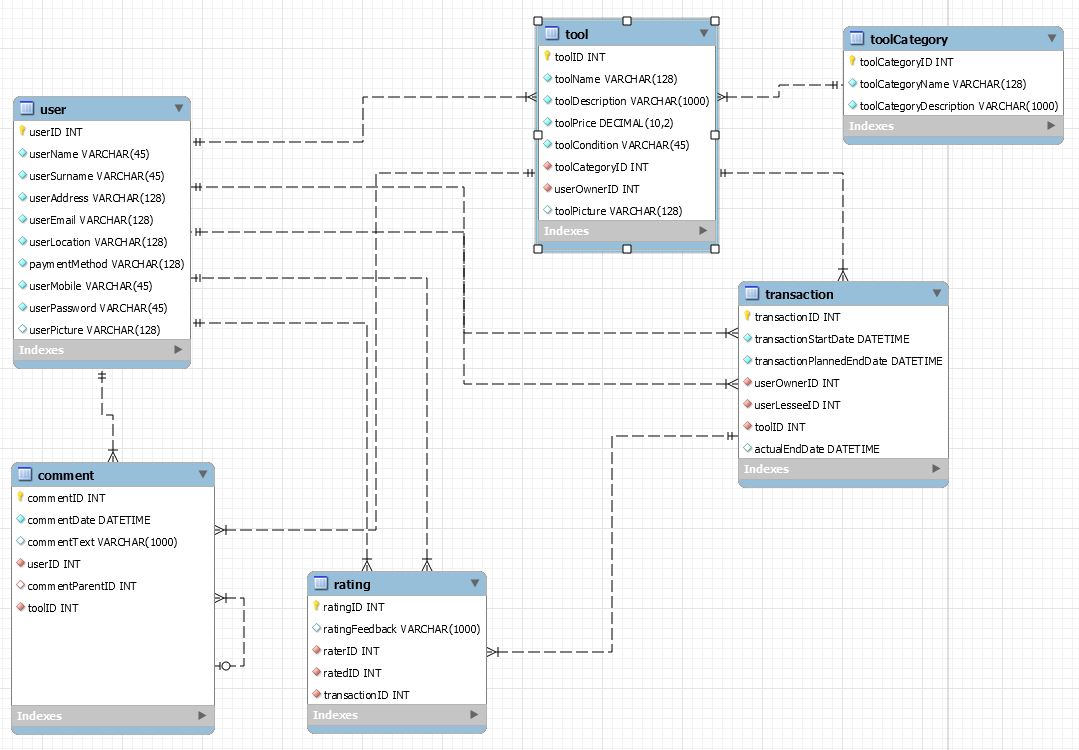 user
userID INT
userName VARCHAR(45)
userSurname VARCHAR(45)
userAddress VARCHAR(128)
userEmail VARCHAR(128)
userLocation VARCHAR(128)
paymentMethod VARCHAR(128)
userMobile VARCHAR(45)
userPassword VARCHAR(45)
userPicture VARCHAR(128)
Indexes
tool
toolID INT
toolName VARCHAR(128)
toolDescription VARCHAR(1000)
toolPrice DECIMAL(10,2)
toolCondition VARCHAR(45)
toolCategoryID INT
userOwnerID INT
toolPicture VARCHAR(128)
Indexes
toolCategory
toolCategoryID INT
toolCategoryName VARCHAR(128)
toolCategoryDescription VARCHAR(1000)
Indexes
transaction
transactionID INT
transactionStartDate DATETIME
transactionPlannedEndDate DATETIME
userOwnerID INT
userLesseeID INT
toolID INT
actualEndDate DATETIME
Indexes
comment
commentID INT
commentDate DATETIME
commentText VARCHAR(1000)
userID INT
commentParentID INT
toolID INT
Indexes
rating
ratingID INT
ratingFeedback VARCHAR(1000)
raterID INT
ratedID INT
transactionID INT
Indexes